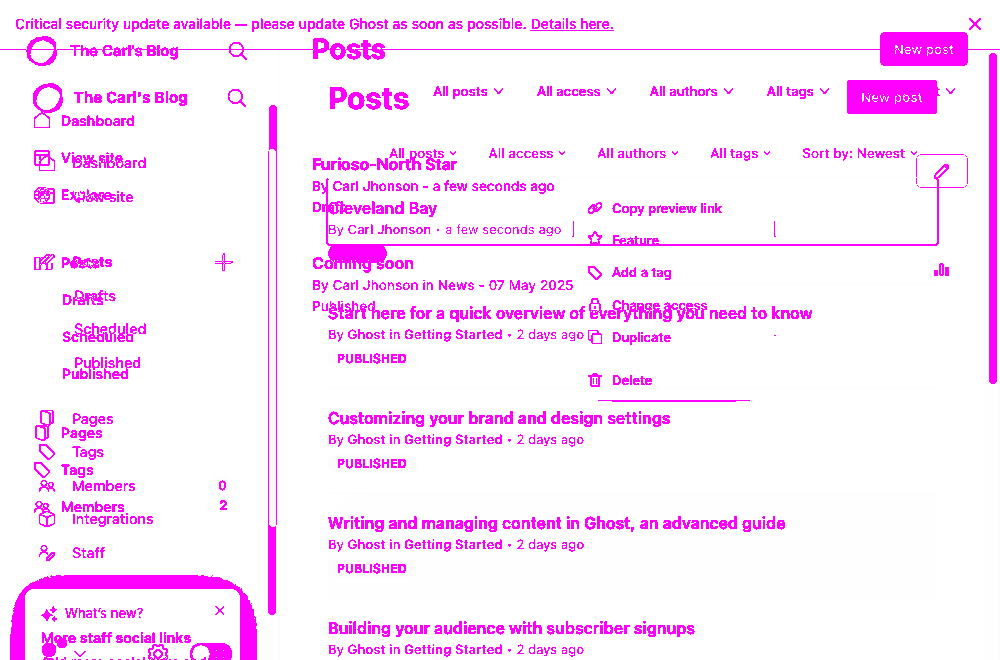 Critical security update available — please update Ghost as soon as possible. Details here.
The Carl's Blog
Posts
New post
The Carl's Blog
Posts
All posts
All access
All authors
All tags
New post
Dashboard
View site
Dashboard
Explore
View site
All posts
All access
All authors
All tags
Sort by: Newest
Furioso-North Star
By Carl Jhonson - a few seconds ago
Draft
Cleveland Bay
By Carl Jhonson • a few seconds ago
Copy preview link
Feature
Add a tag
Change access
Duplicate
Delete
Coming soon
By Carl Jhonson in News - 07 May 2025
Published
Start here for a quick overview of everything you need to know
By Ghost in Getting Started • 2 days ago
PUBLISHED
Customizing your brand and design settings
By Ghost in Getting Started • 2 days ago
PUBLISHED
Writing and managing content in Ghost, an advanced guide
By Ghost in Getting Started • 2 days ago
PUBLISHED
Building your audience with subscriber signups
By Ghost in Getting Started • 2 days ago
Posts
Posts
Drafts
Drafts
Scheduled
Scheduled
Published
Published
Pages
Pages
Tags
Tags
Members 0
Members 2
Integrations
Staff
What's new?
More staff social links